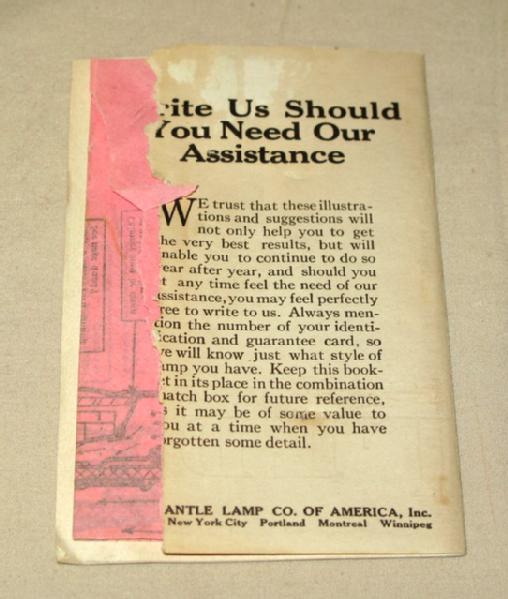 rite Us Should
You Need Our
Assistance
WE trust that these illustra-
tions and suggestions will
not only help you to get
he very best results, but will
nable you to continue to do so
ear after year, and should you
t any time feel the need of our
ssistance, you may feel perfectly
ree to write to us. Always men-
tion the number of your identi-
ication and guarantee card, so
we will know just what style of
amp you have. Keep this book-
et in its place in the combination
atch box for future reference,
s it may be of some value to
ou at a time when you have
orgotten some detail.
ANTLE LAMP CO. OF AMERICA, Inc.
New York City Portland Montreal Winnipeg